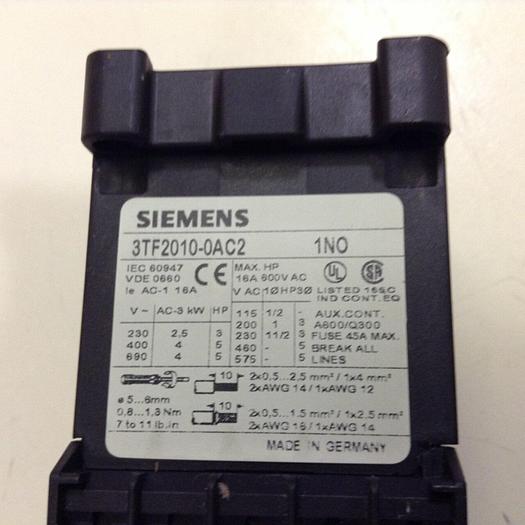 SIEMENS
3TF2010-0AC2 1NO
IEC 60947
VDE 0660
Ie AC-1 16A
CE
MAX. HP
16A 600V AC
UL
LISTED 16SC
IND CONT. EQ
V~ AC-3 kW HP
230 2,5 3
400 4 5
690 4 5
V AC 1Ø HP 3Ø
115 1/2 -
200 1 3
230 11/2 3
460 - 5
575 - 5
AUX. CONT.
A600/Q300
FUSE 45A MAX.
BREAK ALL
LINES
10 2x0,5...2,5 mm² / 1x4 mm²
2xAWG 14 / 1xAWG 12
ø 5...6mm
0,8...1,3 Nm
7 to 11 lb.in
10 2x0,5...1.5 mm² / 1x2.5 mm²
2xAWG 16 / 1xAWG 14
MADE IN GERMANY